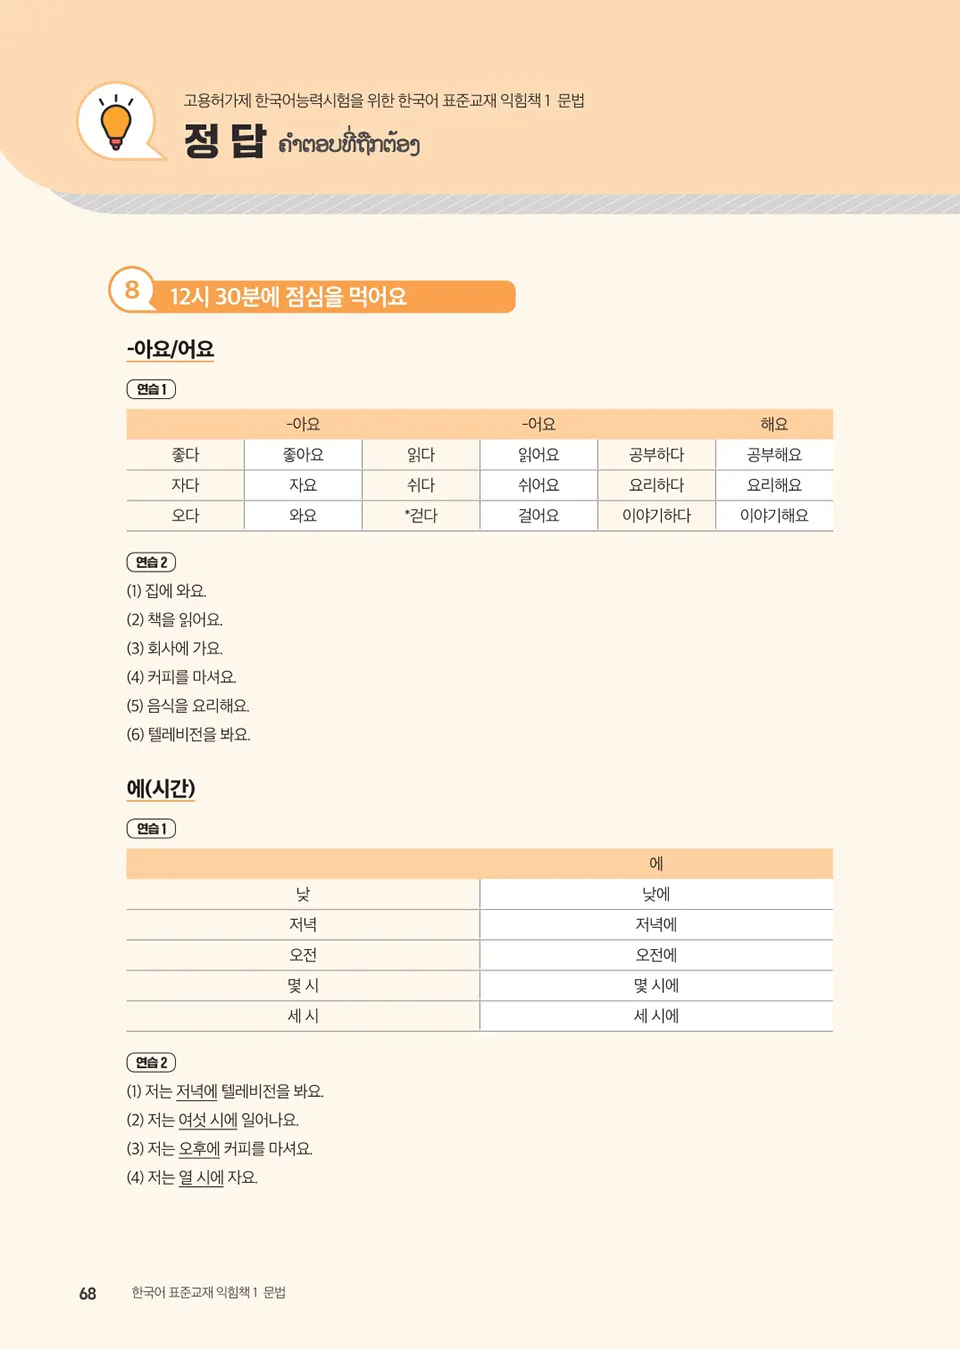 고용허가제 한국어능력시험을 위한 한국어 표준교재 익힘책 1 문법
정답 ຄຳຕອບທີ່ຖືກຕ້ອງ
8 12시 30분에 점심을 먹어요
-아요/어요
연습 1
-아요 -어요 해요
좋다 좋아요 읽다 읽어요 공부하다 공부해요
자다 자요 쉬다 쉬어요 요리하다 요리해요
오다 와요 *걷다 걸어요 이야기하다 이야기해요
연습 2
(1) 집에 와요.
(2) 책을 읽어요.
(3) 회사에 가요.
(4) 커피를 마셔요.
(5) 음식을 요리해요.
(6) 텔레비전을 봐요.
에(시간)
연습 1
에
낮 낮에
저녁 저녁에
오전 오전에
몇 시 몇 시에
세 시 세 시에
연습 2
(1) 저는 저녁에 텔레비전을 봐요.
(2) 저는 여섯 시에 일어나요.
(3) 저는 오후에 커피를 마셔요.
(4) 저는 열 시에 자요.
68 한국어 표준교재 익힘책 1 문법